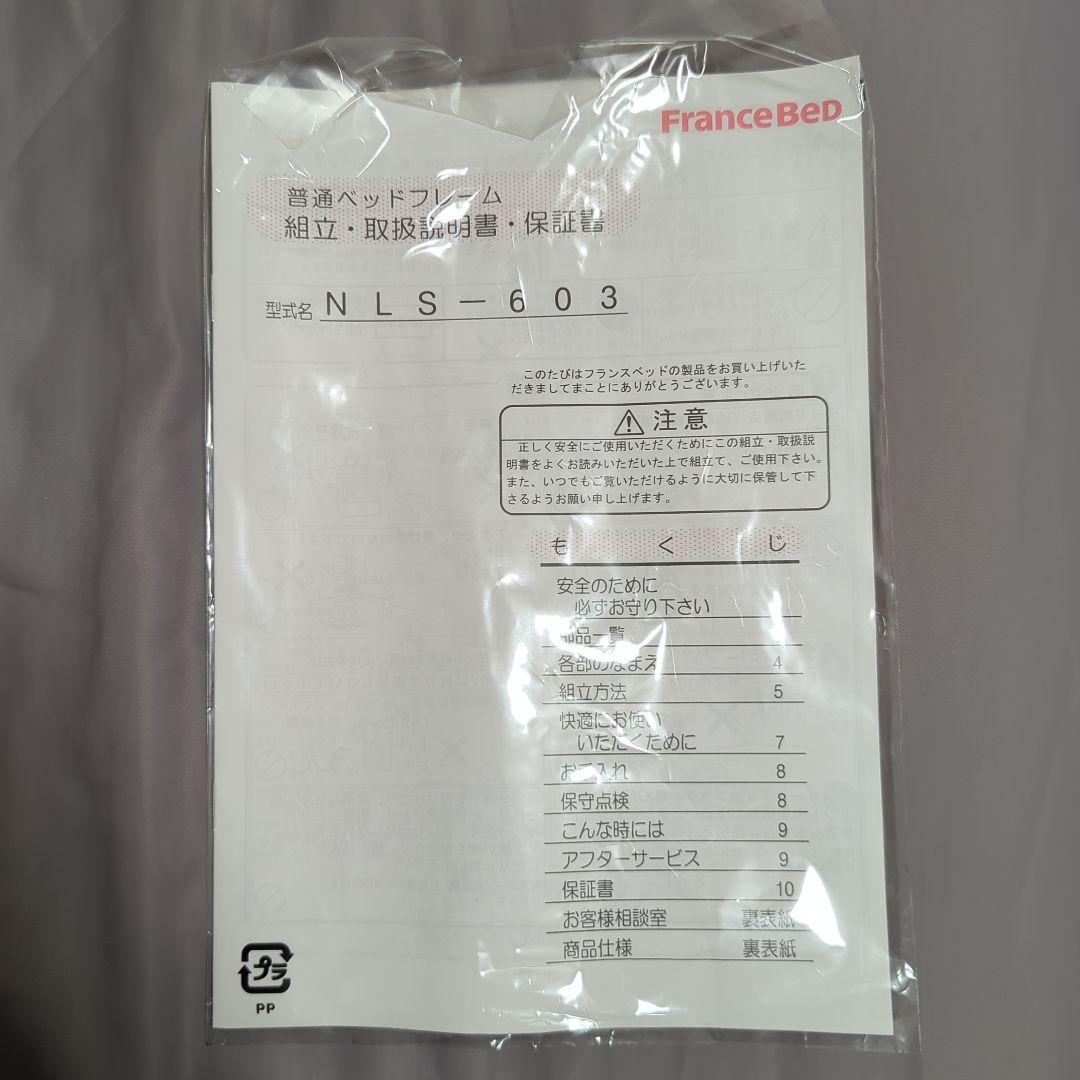 FranceBeD
普通ベッドフレーム
組立・取扱説明書・保証書
型式名 NLS-603
このたびはフランスベッドの製品をお買い上げいた
だきましてまことにありがとうございます。
注意
正しく安全にご使用いただくためにこの組立・取扱説
明書をよくお読みいただいた上で組立て、ご使用下さい。
また、いつでもご覧いただけるように大切に保管して下
さるようお願い申し上げます。
もくじ
安全のために
必ずお守り下さい
部品一覧
各部のなまえ 4
組立方法 5
快適にお使い
いただくために 7
お手入れ 8
保守点検 8
こんな時には 9
アフターサービス 9
保証書 10
お客様相談室 裏表紙
商品仕様 裏表紙
プラ
PP